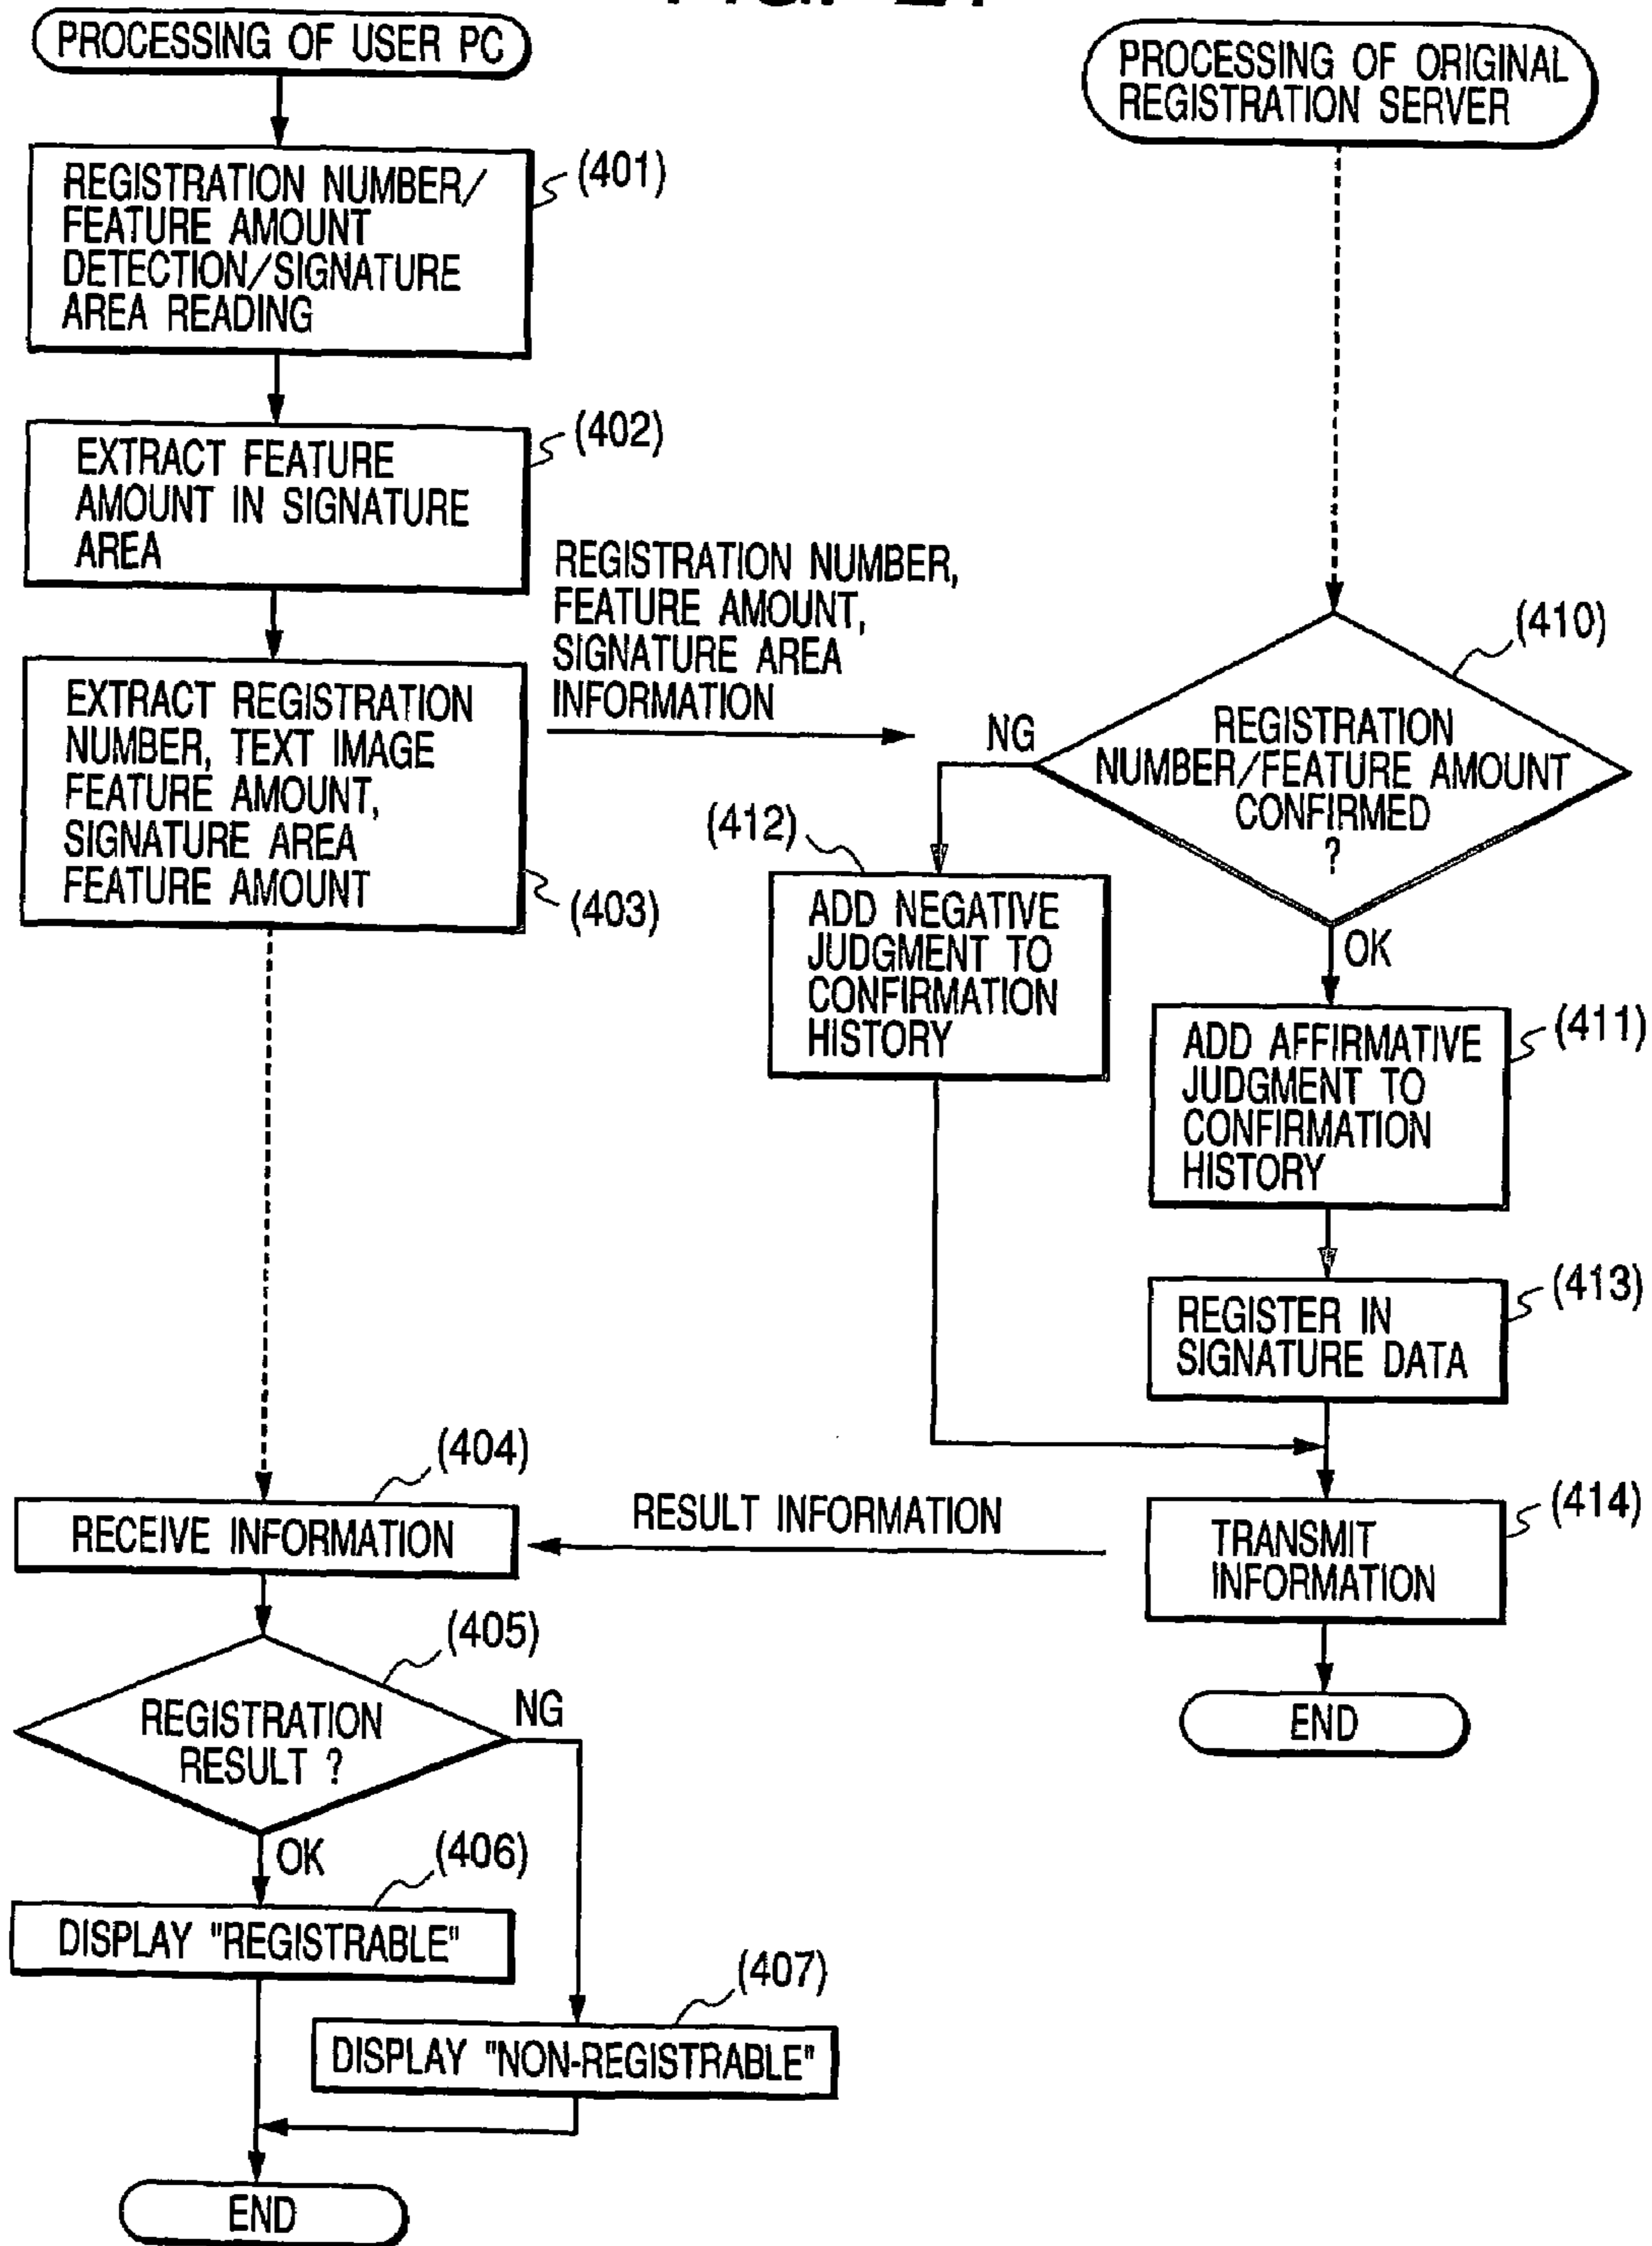 PROCESSING OF USER PC
REGISTRATION NUMBER/
FEATURE AMOUNT
DETECTION/SIGNATURE
AREA READING
(401)
EXTRACT FEATURE
AMOUNT IN SIGNATURE
AREA
(402)
EXTRACT REGISTRATION
NUMBER, TEXT IMAGE
FEATURE AMOUNT,
SIGNATURE AREA
FEATURE AMOUNT
(403)
REGISTRATION NUMBER,
FEATURE AMOUNT,
SIGNATURE AREA
INFORMATION
PROCESSING OF ORIGINAL
REGISTRATION SERVER
(410)
REGISTRATION
NUMBER/FEATURE AMOUNT
CONFIRMED
?
NG
OK
(412)
ADD NEGATIVE
JUDGMENT TO
CONFIRMATION
HISTORY
ADD AFFIRMATIVE
JUDGMENT TO
CONFIRMATION
HISTORY
(411)
REGISTER IN
SIGNATURE DATA
(413)
TRANSMIT
INFORMATION
(414)
END
RESULT INFORMATION
(404)
RECEIVE INFORMATION
(405)
REGISTRATION
RESULT ?
NG
OK
(406)
DISPLAY "REGISTRABLE"
(407)
DISPLAY "NON-REGISTRABLE"
END